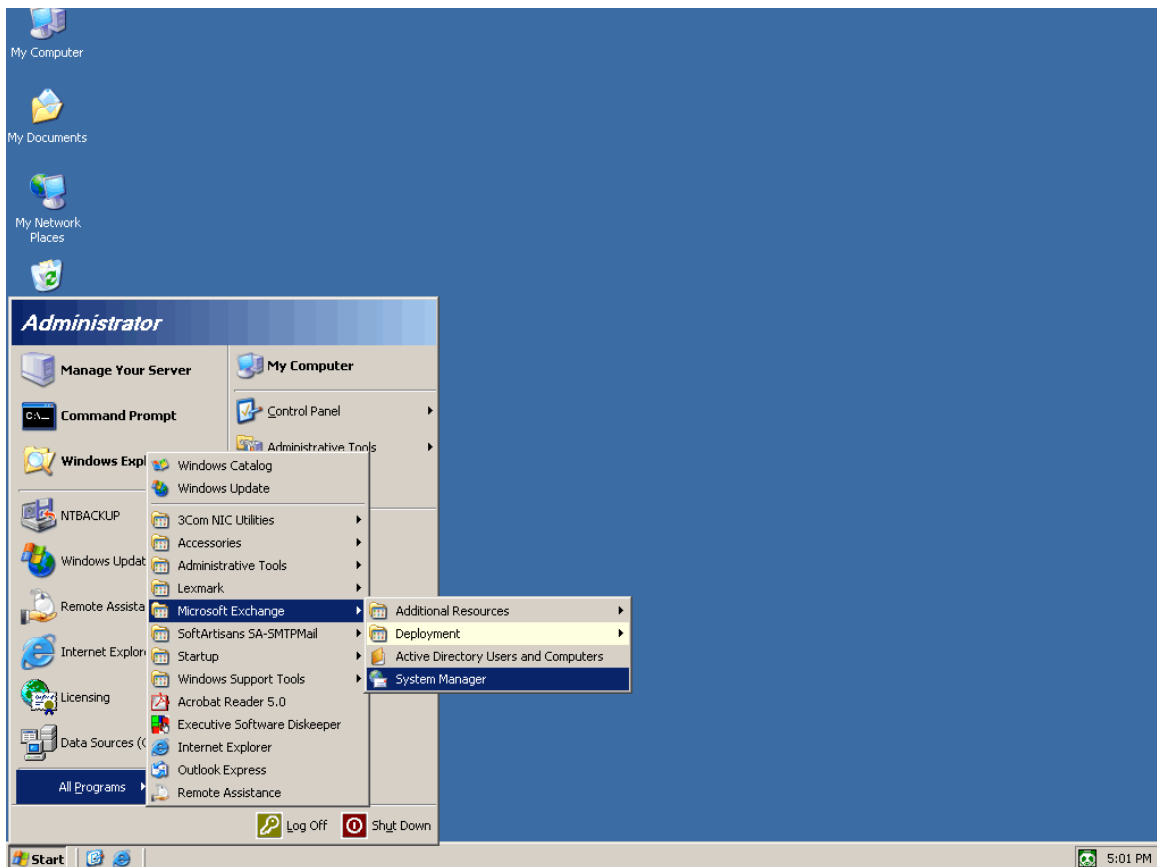 My Computer
My Documents
My Network
Places
Administrator
Manage Your Server
Command Prompt
Windows Expl
NTBACKUP
Windows Updat
Remote Assista
Internet Explor
Licensing
Data Sources (
All Programs
My Computer
Control Panel
Administrative Tools
Windows Catalog
Windows Update
3Com NIC Utilities
Accessories
Administrative Tools
Lexmark
Microsoft Exchange
SoftArtisans SA-SMTPMail
Startup
Windows Support Tools
Acrobat Reader 5.0
Executive Software Diskeeper
Internet Explorer
Outlook Express
Remote Assistance
Additional Resources
Deployment
Active Directory Users and Computers
System Manager
Log Off
Shut Down
Start
5:01 PM